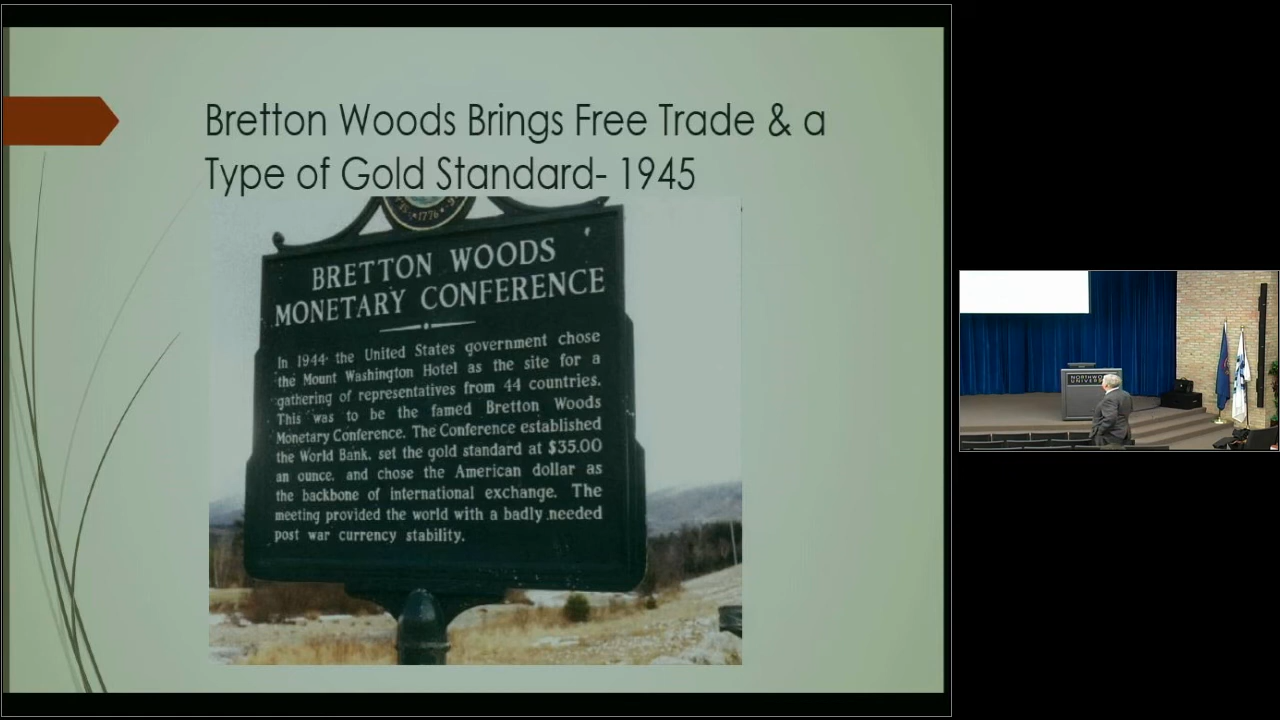 Bretton Woods Brings Free Trade & a
Type of Gold Standard- 1945
1776
BRETTON WOODS
MONETARY CONFERENCE
In 1944 the United States government chose
the Mount Washington Hotel as the site for a
gathering of representatives from 44 countries.
This was to be the famed Bretton Woods
Monetary Conference. The Conference established
the World Bank, set the gold standard at $35.00
an ounce, and chose the American dollar as
the backbone of international exchange. The
meeting provided the world with a badly needed
post war currency stability.
NORTHWOOD
UNIVERSITY